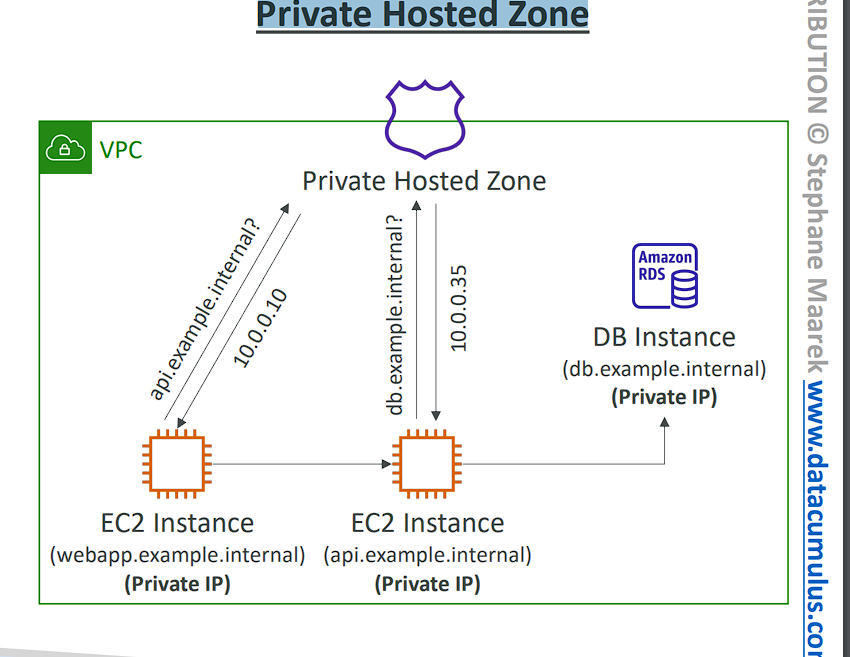 Private Hosted Zone
VPC
Private Hosted Zone
api.example.internal?
10.0.0.10
db.example.internal?
10.0.0.35
Amazon
RDS
DB Instance
(db.example.internal)
(Private IP)
EC2 Instance
(webapp.example.internal)
(Private IP)
EC2 Instance
(api.example.internal)
(Private IP)
RIBUTION © Stephane Maarek www.datacumulus.co